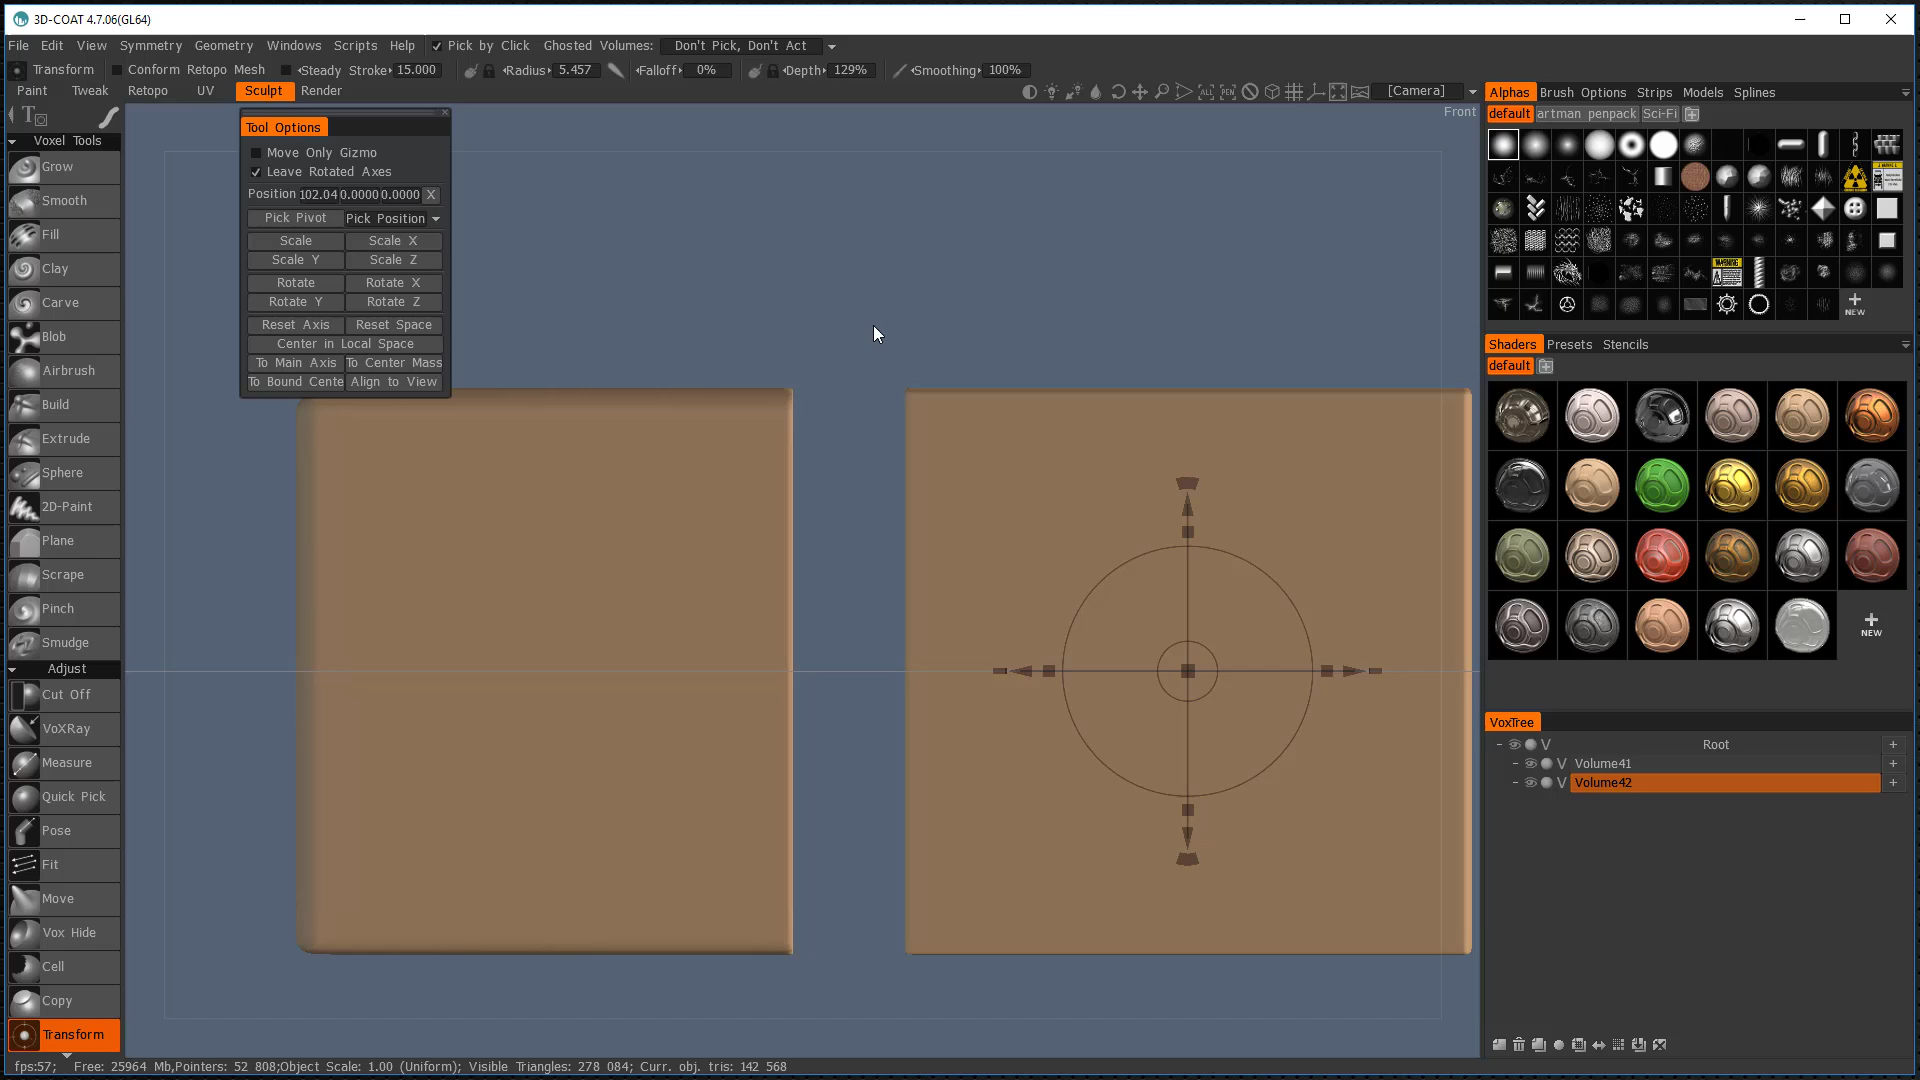 3D-COAT 4.7.06(GL64)
File Edit View Symmetry Geometry Windows Scripts Help Pick by Click Ghosted Volumes: Don't Pick, Don't Act
Transform Conform Retopo Mesh Steady Stroke 15.000 Radius 5.457 Falloff 0% Depth 129% Smoothing 100%
Paint Tweak Retopo UV Sculpt Render [Camera]
Front
Tool Options
Move Only Gizmo
Leave Rotated Axes
Position 102.04 0.0000 0.0000 X
Pick Pivot Pick Position
Scale Scale X
Scale Y Scale Z
Rotate Rotate X
Rotate Y Rotate Z
Reset Axis Reset Space
Center in Local Space
To Main Axis To Center Mass
To Bound Cente Align to View
Voxel Tools
Grow
Smooth
Fill
Clay
Carve
Blob
Airbrush
Build
Extrude
Sphere
2D-Paint
Plane
Scrape
Pinch
Smudge
Adjust
Cut Off
VoXRay
Measure
Quick Pick
Pose
Fit
Move
Vox Hide
Cell
Copy
Transform
Alphas Brush Options Strips Models Splines
default artman penpack Sci-Fi
NEW
Shaders Presets Stencils
default
NEW
VoxTree
V Root +
V Volume41 +
V Volume42 +
fps:57; Free: 25964 Mb,Pointers: 52 808;Object Scale: 1.00 (Uniform); Visible Triangles: 278 084; Curr. obj. tris: 142 568